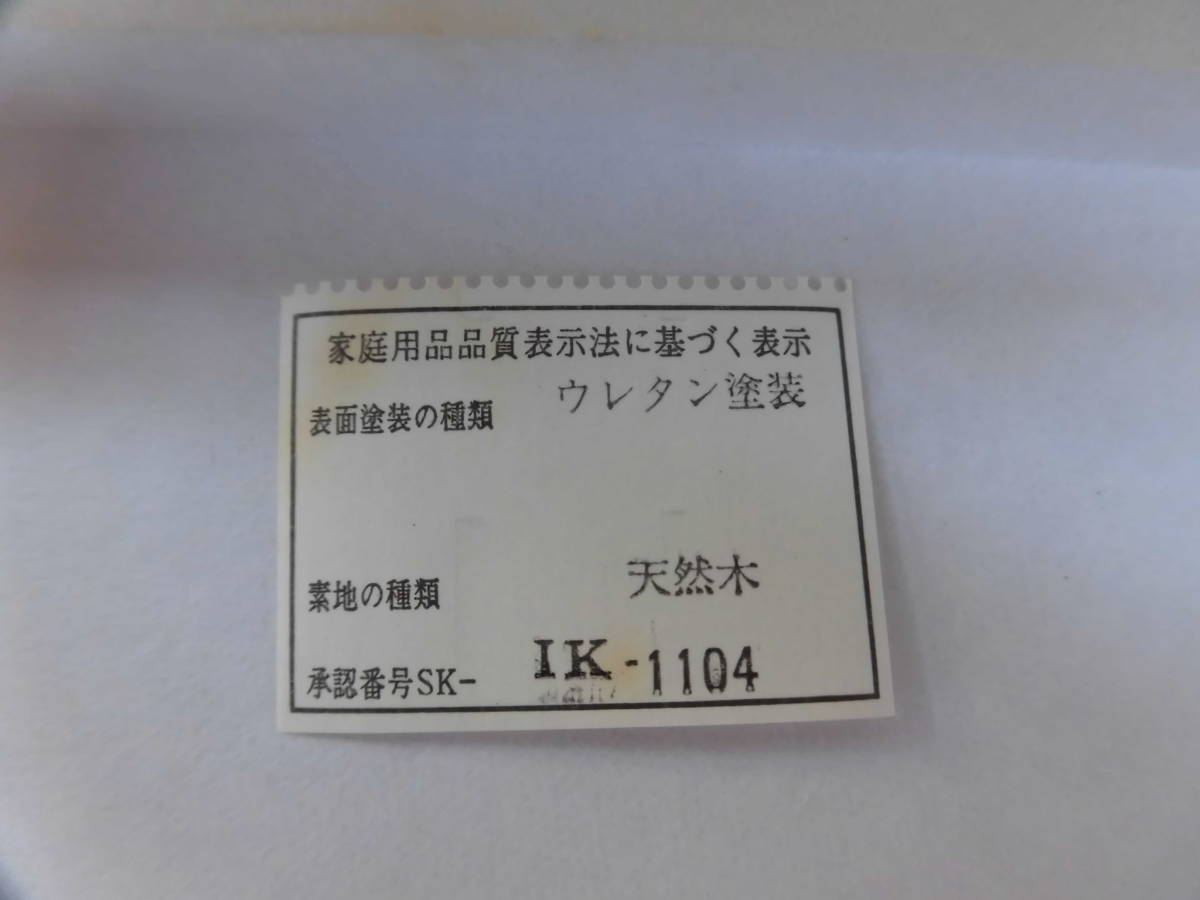 家庭用品品質表示法に基づく表示
表面塗装の種類 ウレタン塗装
素地の種類 天然木
承認番号SK- IK-1104